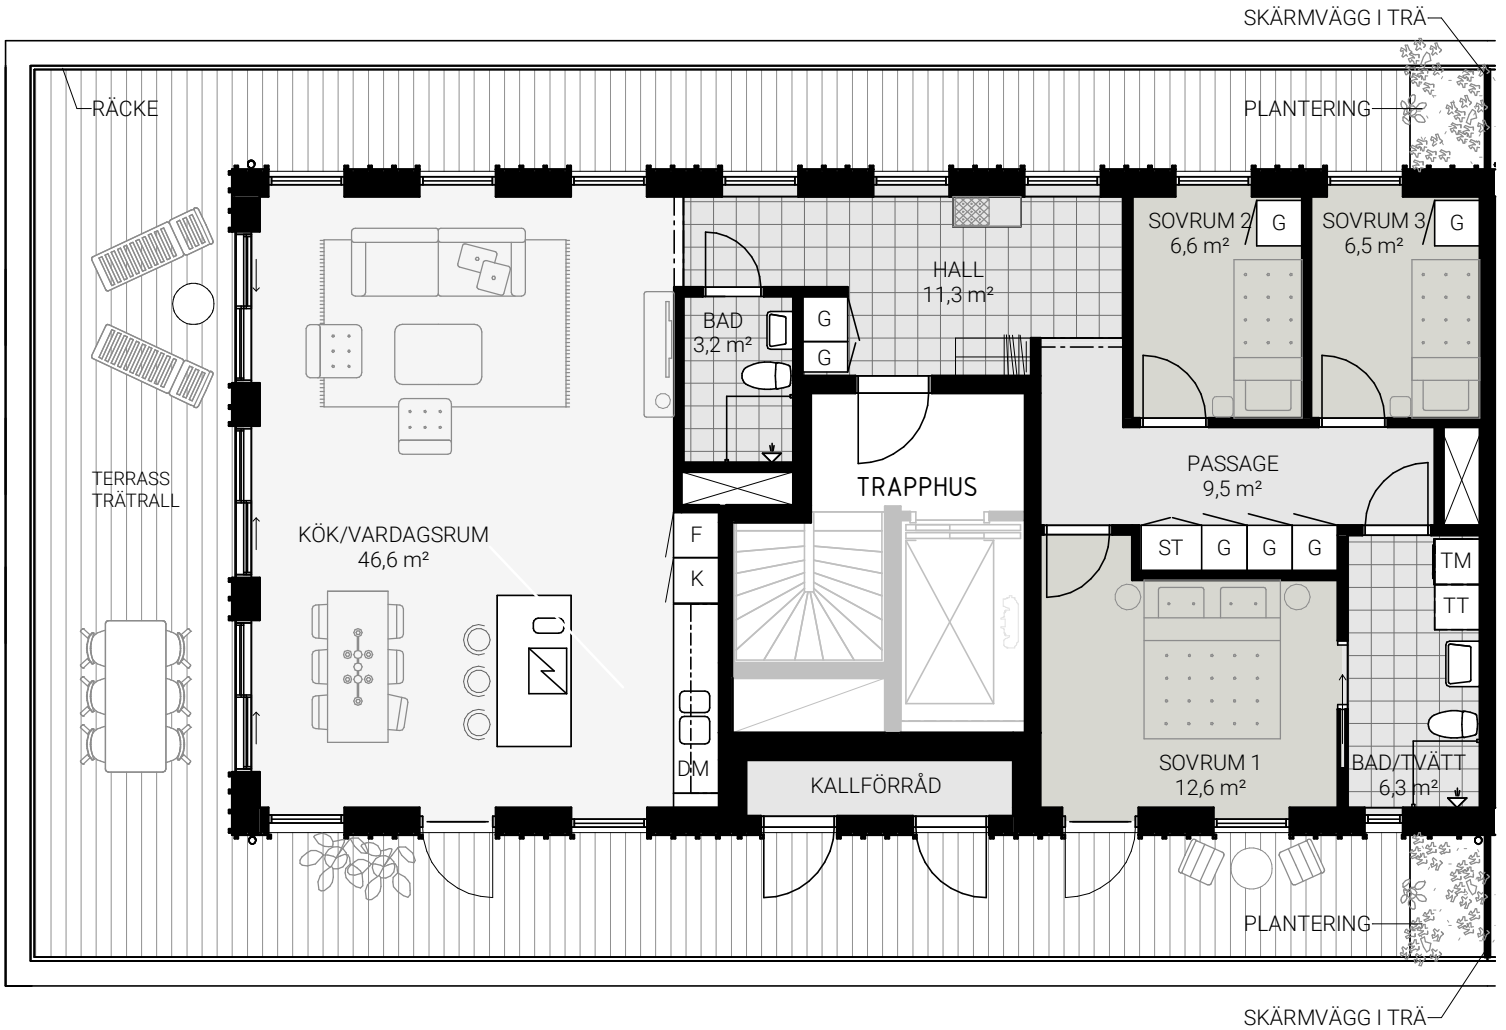 SKÄRMVÄGG I TRÄ
RÄCKE
PLANTERING
SOVRUM 2
6,6 m²
G
SOVRUM 3
6,5 m²
G
HALL
11,3 m²
BAD
3,2 m²
G
G
TERRASS
TRÄTRALL
TRAPPHUS
PASSAGE
9,5 m²
KÖK/VARDAGSRUM
46,6 m²
F
K
ST
G
G
G
TM
TT
DM
KALLFÖRRÅD
SOVRUM 1
12,6 m²
BAD/TVÄTT
6,3 m²
PLANTERING
SKÄRMVÄGG I TRÄ